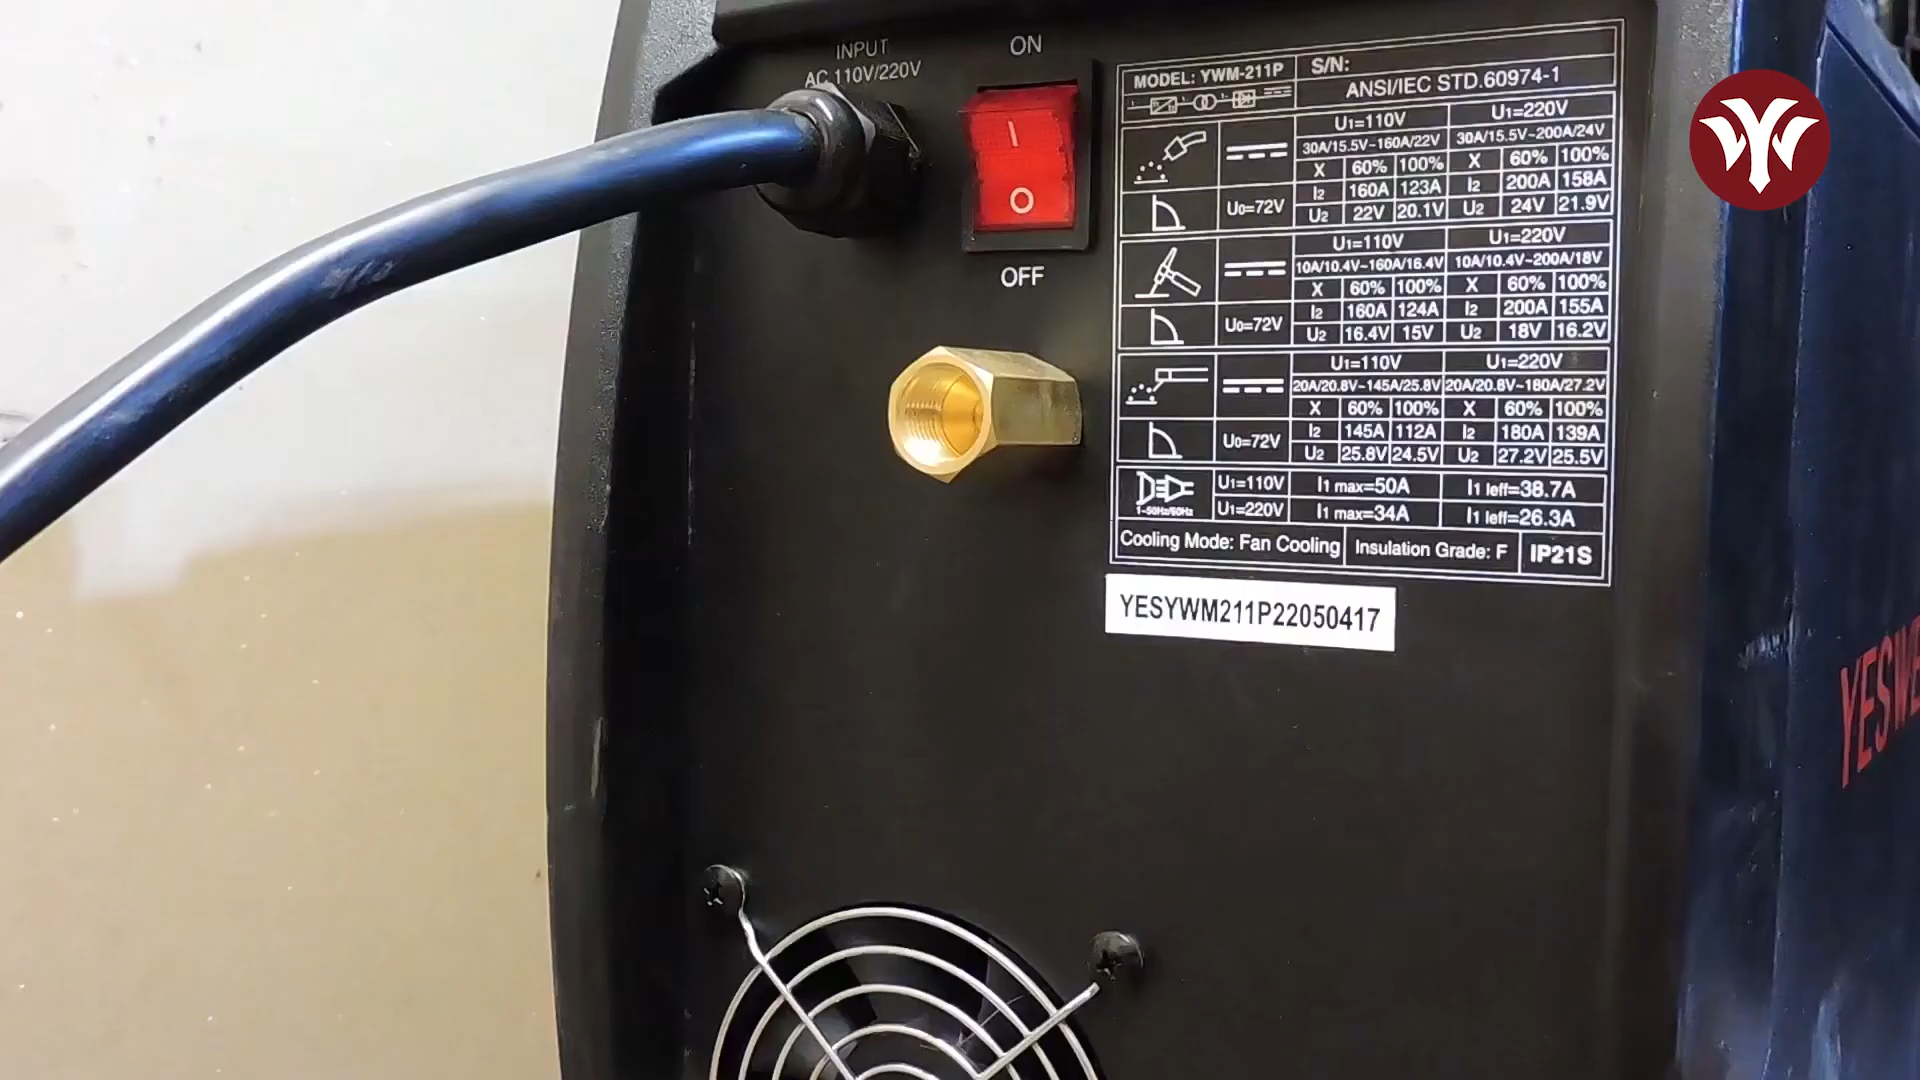 INPUT
AC 110V/220V
ON
I
O
OFF
MODEL: YWM-211P
S/N:
ANSI/IEC STD.60974-1
U1=110V U1=220V
30A/15.5V~160A/22V 30A/15.5V~200A/24V
X 60% 100% X 60% 100%
I2 160A 123A I2 200A 158A
U0=72V U2 22V 20.1V U2 24V 21.9V
U1=110V U1=220V
10A/10.4V~160A/16.4V 10A/10.4V~200A/18V
X 60% 100% X 60% 100%
I2 160A 124A I2 200A 155A
U0=72V U2 16.4V 15V U2 18V 16.2V
U1=110V U1=220V
20A/20.8V~145A/25.8V 20A/20.8V~180A/27.2V
X 60% 100% X 60% 100%
I2 145A 112A I2 180A 139A
U0=72V U2 25.8V 24.5V U2 27.2V 25.5V
U1=110V I1 max=50A I1 Ieff=38.7A
1~50Hz/60Hz U1=220V I1 max=34A I1 Ieff=26.3A
Cooling Mode: Fan Cooling Insulation Grade: F IP21S
YESYWM211P22050417
YESWE